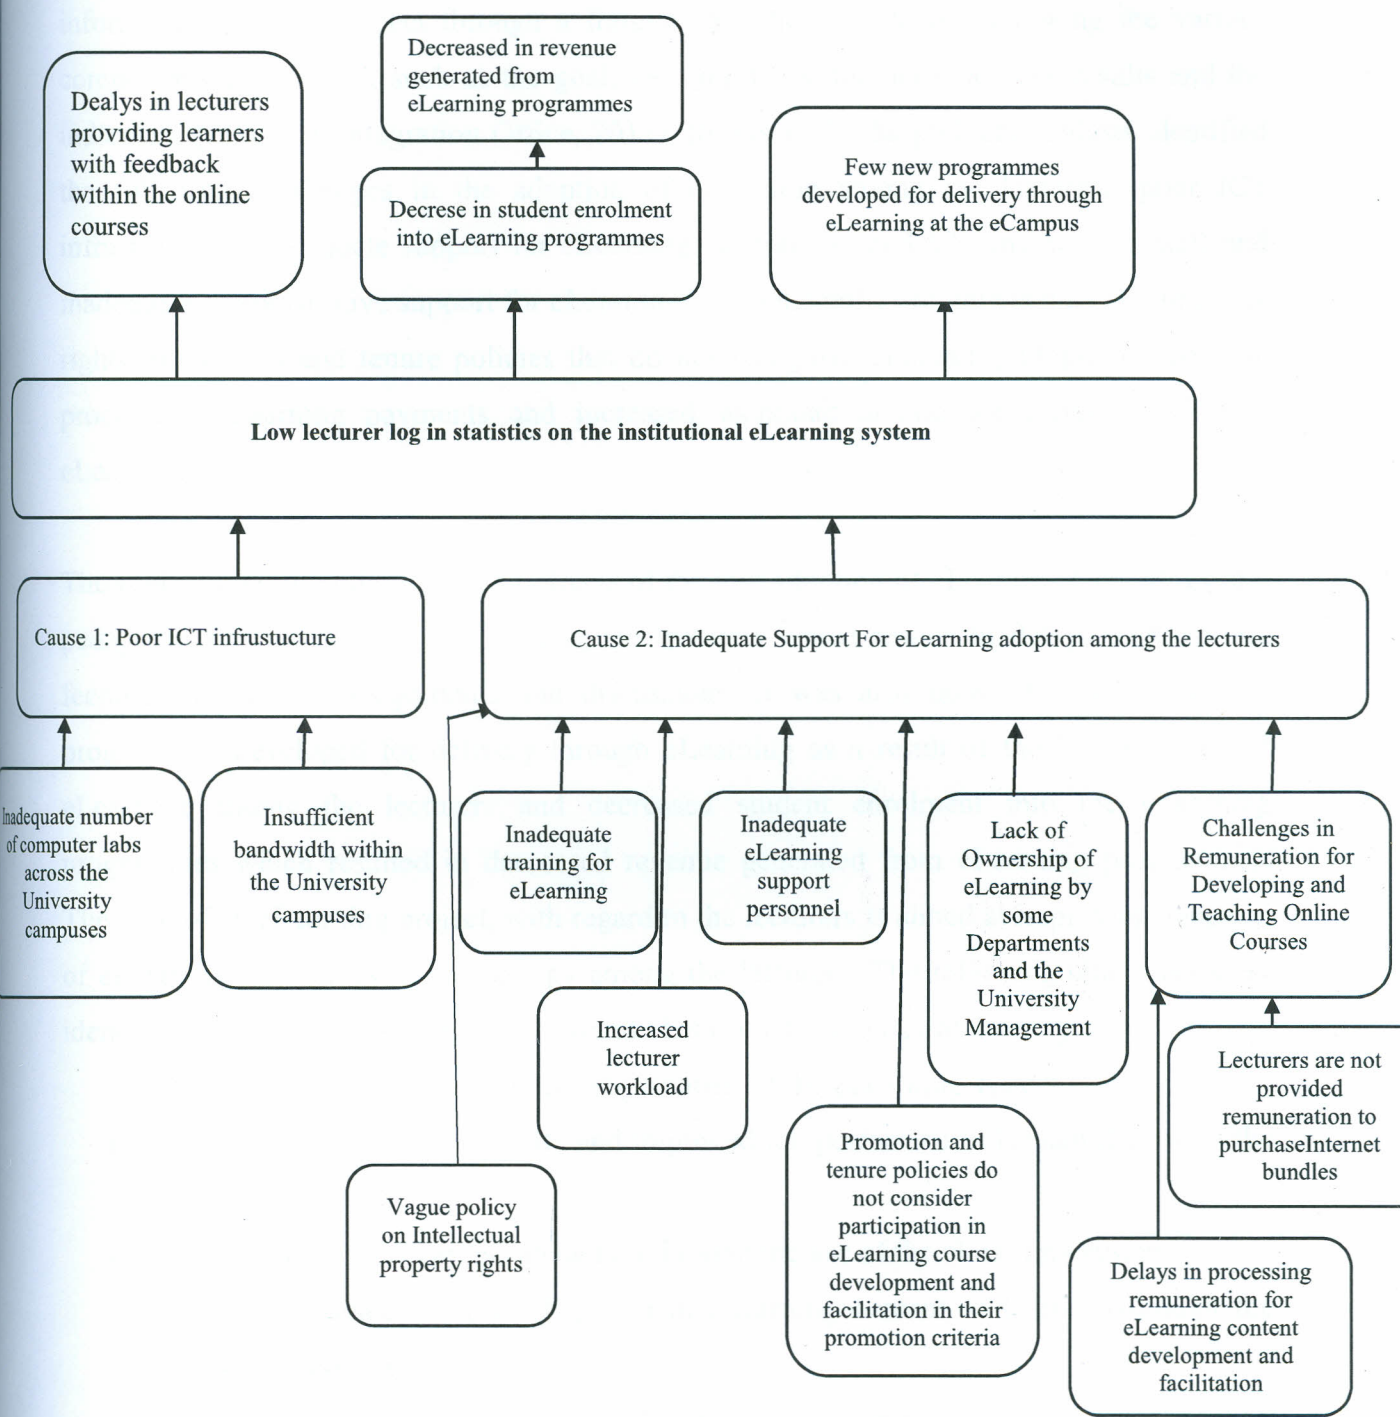 Decreased in revenue
generated from
eLearning programmes
Dealys in lecturers
providing learners
with feedback
within the online
courses
Decrese in student enrolment
into eLearning programmes
Few new programmes
developed for delivery through
eLearning at the eCampus
Low lecturer log in statistics on the institutional eLearning system
Cause 1: Poor ICT infrustucture
Cause 2: Inadequate Support For eLearning adoption among the lecturers
Inadequate number
of computer labs
across the
University
campuses
Insufficient
bandwidth within
the University
campuses
Inadequate
training for
eLearning
Inadequate
eLearning
support
personnel
Lack of
Ownership of
eLearning by
some
Departments
and the
University
Management
Challenges in
Remuneration for
Developing and
Teaching Online
Courses
Increased
lecturer
workload
Lecturers are not
provided
remuneration to
purchaseInternet
bundles
Vague policy
on Intellectual
property rights
Promotion and
tenure policies do
not consider
participation in
eLearning course
development and
facilitation in their
promotion criteria
Delays in processing
remuneration for
eLearning content
development and
facilitation